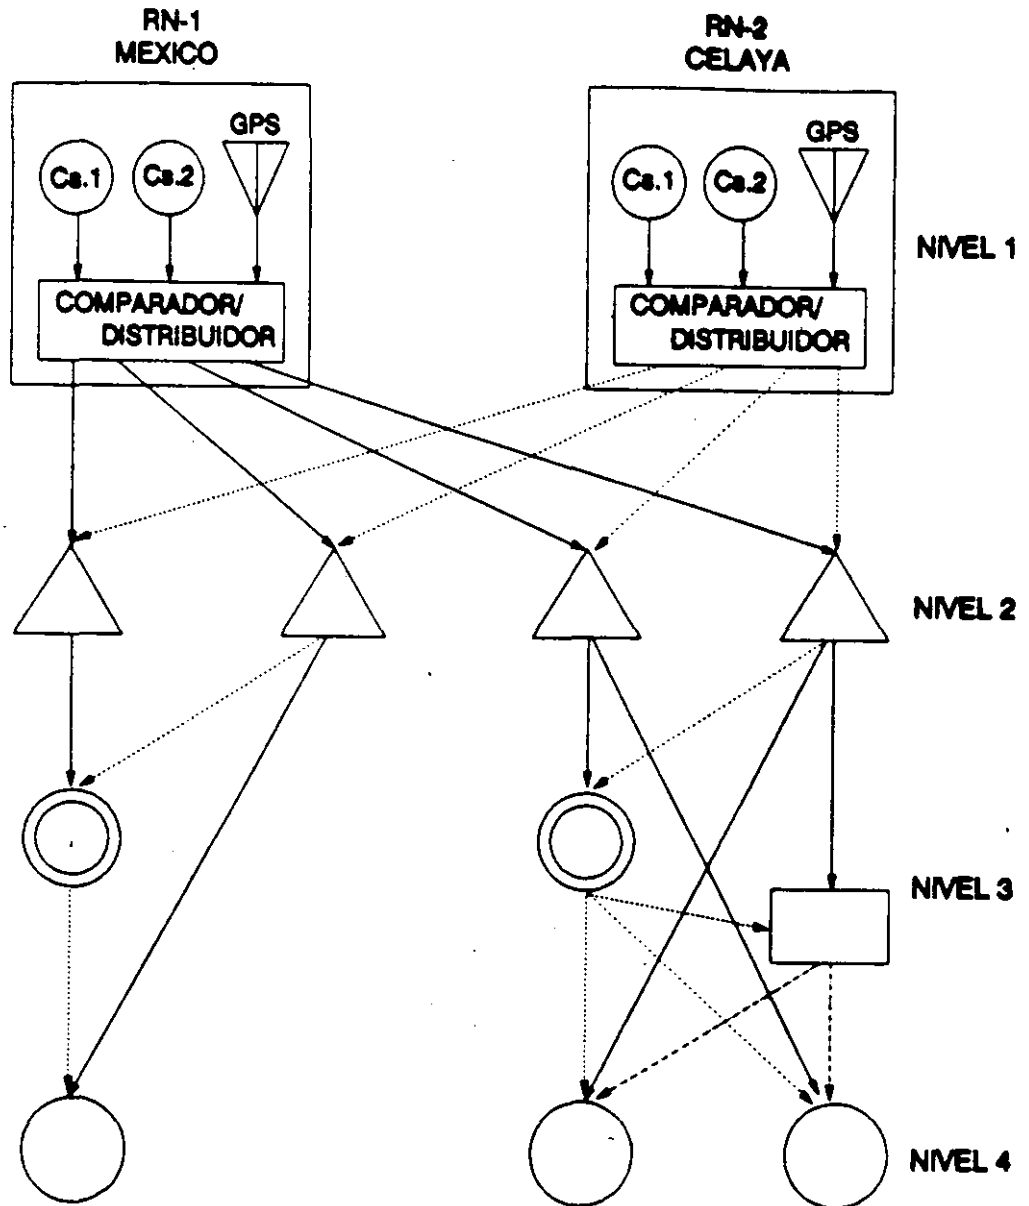 RN-1
MEXICO
RN-2
CELAYA
GPS
Cs.1
Cs.2
COMPARADOR/
DISTRIBUIDOR
GPS
Cs.1
Cs.2
COMPARADOR/
DISTRIBUIDOR
NIVEL 1
NIVEL 2
NIVEL 3
NIVEL 4